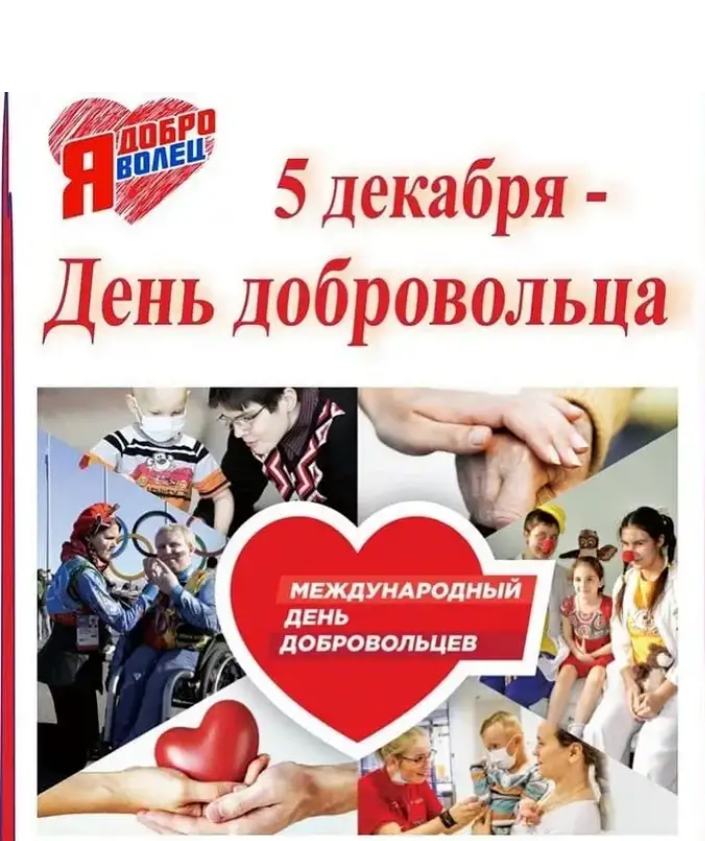 Я ДОБРО
ВОЛЕЦ
5 декабря -
День добровольца
МЕЖДУНАРОДНЫЙ
ДЕНЬ
ДОБРОВОЛЬЦЕВ